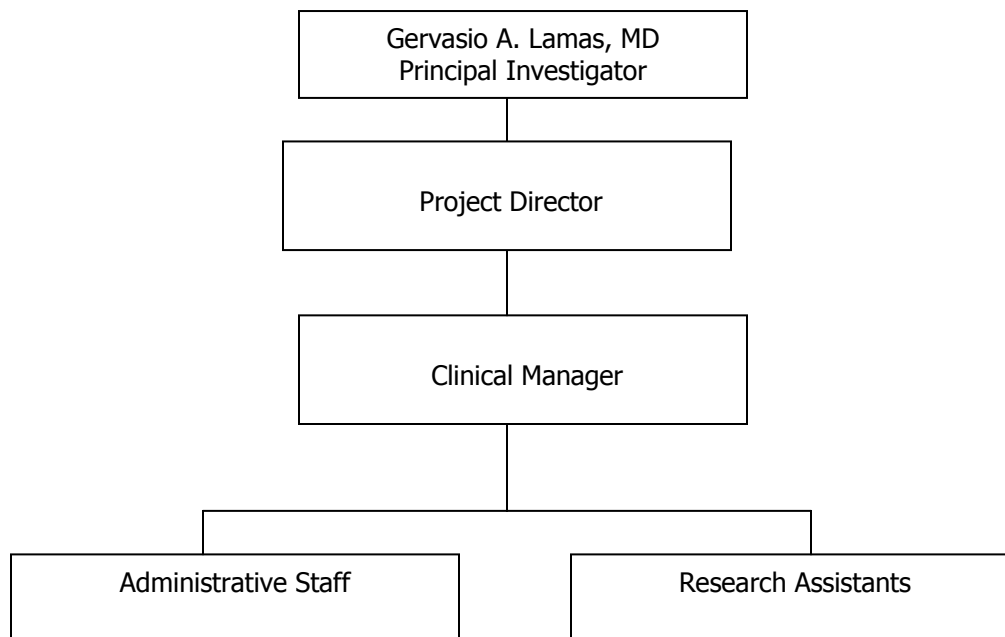 Gervasio A. Lamas, MD
Principal Investigator
Project Director
Clinical Manager
Administrative Staff
Research Assistants